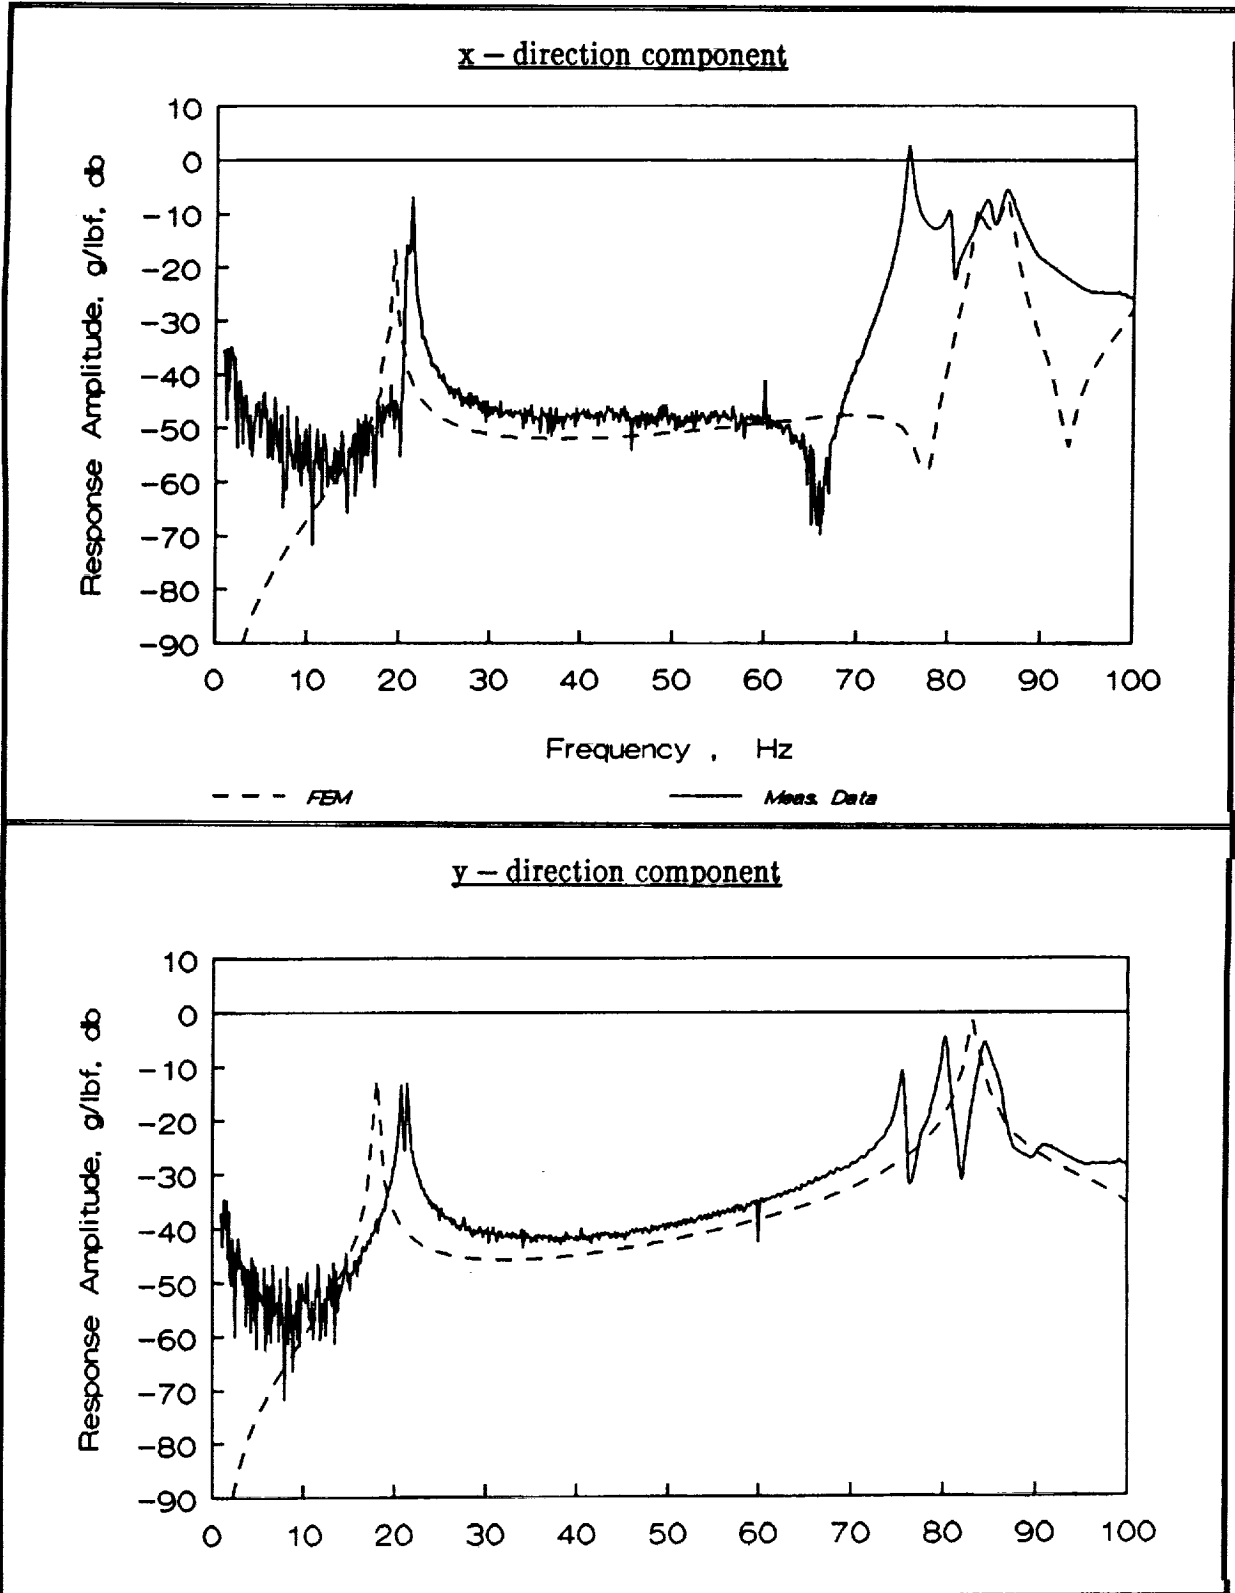 x – direction component
10
0
-10
-20
-30
-40
-50
-60
-70
-80
-90
Response Amplitude, g/lbf, db
0 10 20 30 40 50 60 70 80 90 100
Frequency , Hz
FEM
Meas. Data
y – direction component
10
0
-10
-20
-30
-40
-50
-60
-70
-80
-90
Response Amplitude, g/lbf, db
0 10 20 30 40 50 60 70 80 90 100